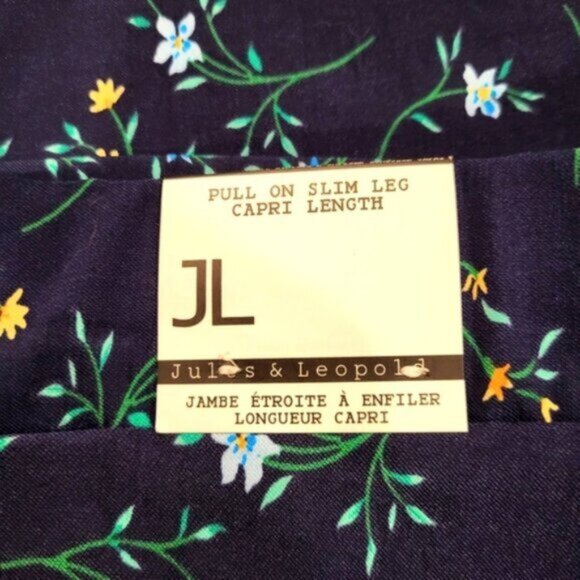 PULL ON SLIM LEG
CAPRI LENGTH
JL
Jules & Leopold
JAMBE ÉTROITE À ENFILER
LONGUEUR CAPRI